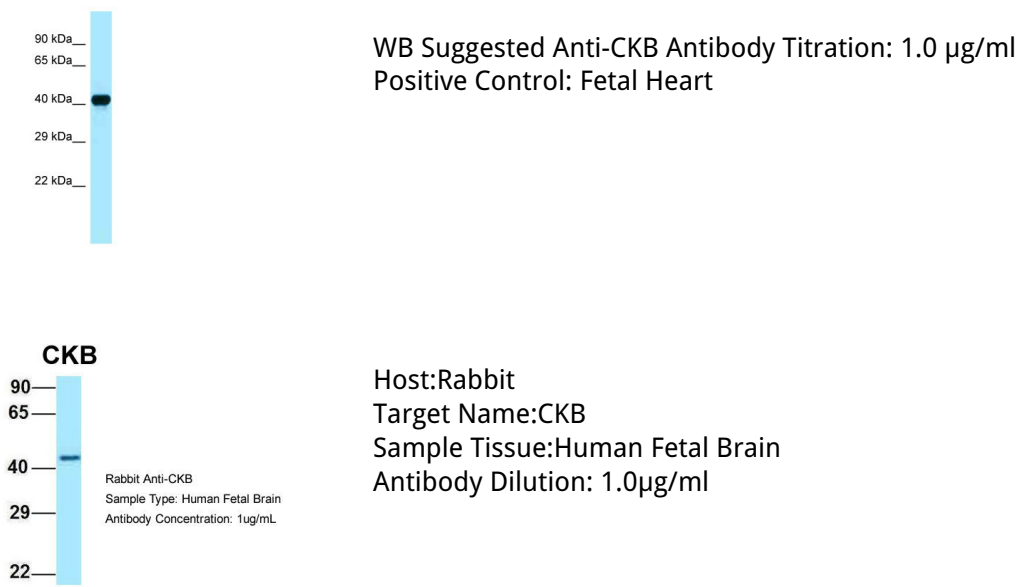 90 kDa__
65 kDa__
40 kDa__
29 kDa__
22 kDa__
WB Suggested Anti-CKB Antibody Titration: 1.0 μg/ml
Positive Control: Fetal Heart
CKB
90
65
40
29
22
Rabbit Anti-CKB
Sample Type: Human Fetal Brain
Antibody Concentration: 1ug/mL
Host:Rabbit
Target Name:CKB
Sample Tissue:Human Fetal Brain
Antibody Dilution: 1.0μg/ml